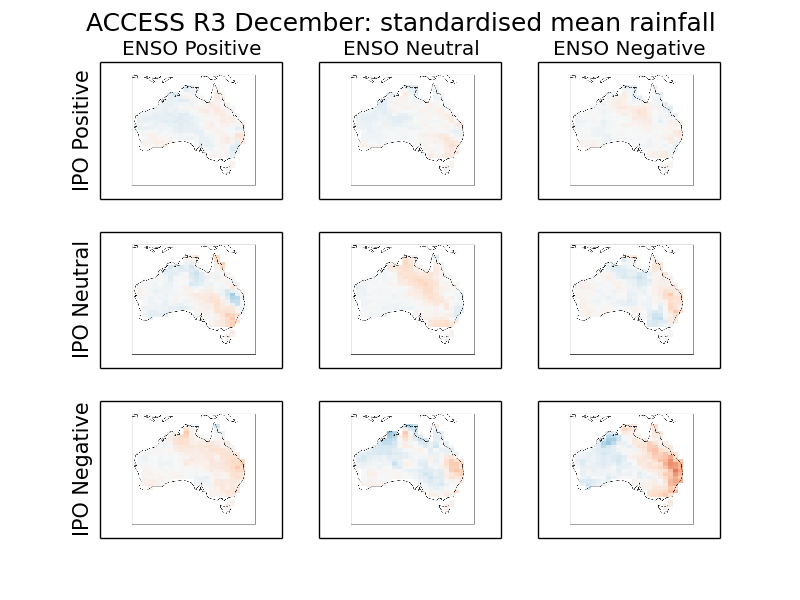 ACCESS R3 December: standardised mean rainfall
ENSO Positive
ENSO Neutral
ENSO Negative
IPO Positive
IPO Neutral
IPO Negative